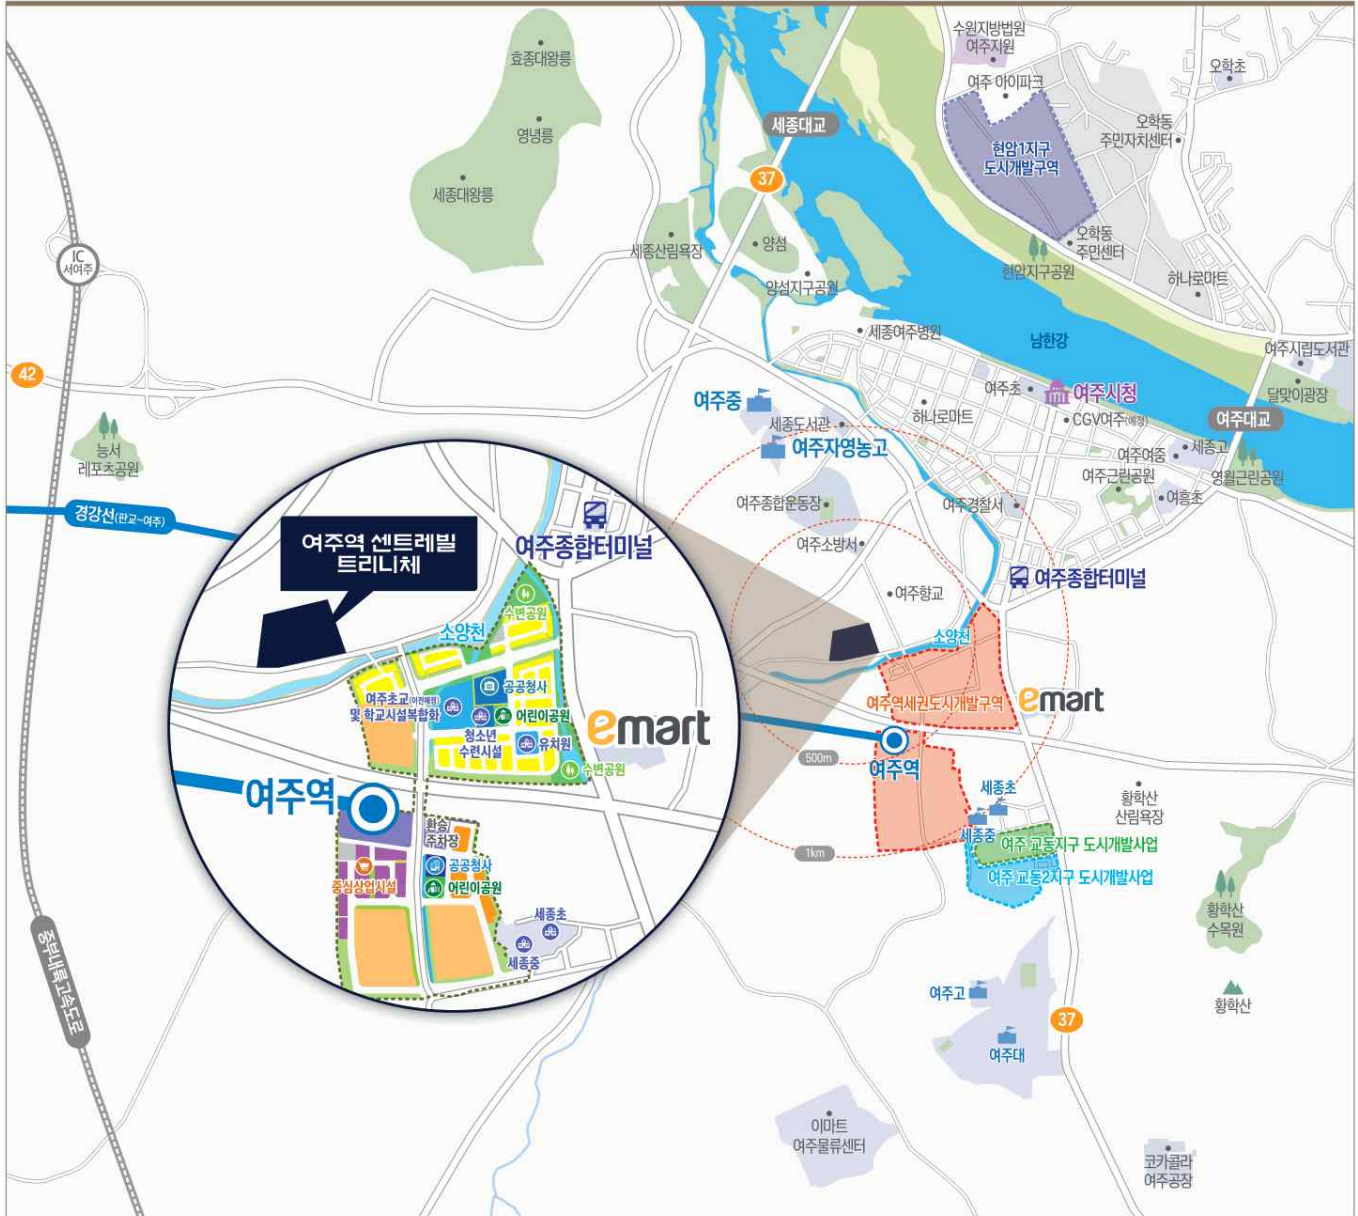 효종대왕릉
영녕릉
세종대왕릉
수원지방법원
여주지원
여주 아이파크
오학초
오학동
주민자치센터
현암1지구
도시개발구역
세종대교
37
오학동
주민센터
현암지구공원
하나로마트
세종산림욕장
양섬
양섬지구공원
IC
서여주
세종여주병원
남한강
여주시립도서관
달맞이광장
42
여주중
세종도서관
여주자영농고
여주초
여주시청
하나로마트
CGV여주(예정)
여주대교
여주여중
세종고
여주근린공원
영월근린공원
여흥초
능서
레포츠공원
여주종합운동장
여주경찰서
여주소방서
경강선(판교~여주)
여주역 센트레빌
트리니체
여주종합터미널
여주종합터미널
여주향교
수변공원
소양천
소양천
공공청사
여주초교(이전예정)
및 학교시설복합화
어린이공원
청소년
수련시설
유치원
수변공원
emart
여주역세권도시개발구역
emart
500m
여주역
여주역
환승
주차장
공공청사
어린이공원
중심상업시설
세종초
세종중
세종초
세종중
1km
여주 교동지구 도시개발사업
여주 교동2지구 도시개발사업
황학산
산림욕장
황학산
수목원
황학산
중부내륙고속도로
여주고
여주대
37
이마트
여주물류센터
코카콜라
여주공장